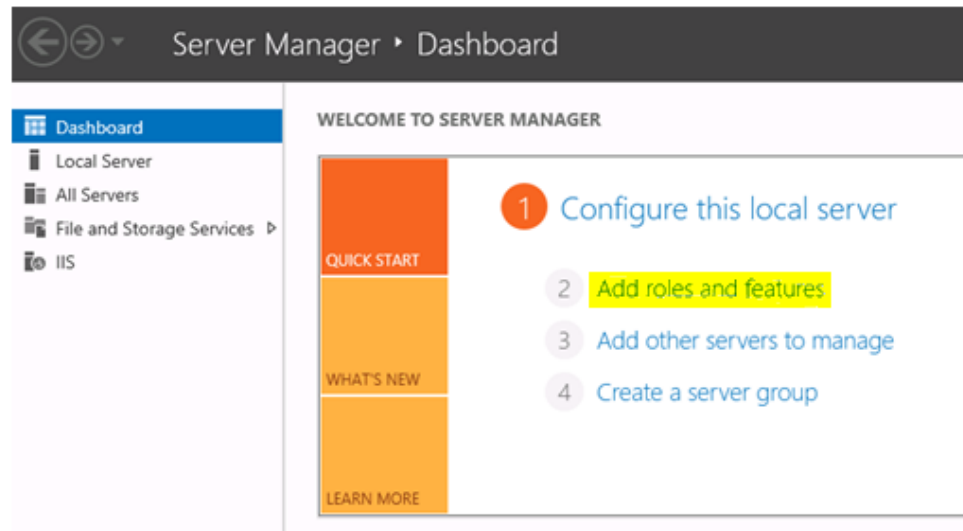 Server Manager ‣ Dashboard
Dashboard
Local Server
All Servers
File and Storage Services
IIS
WELCOME TO SERVER MANAGER
QUICK START
WHAT'S NEW
LEARN MORE
1 Configure this local server
2 Add roles and features
3 Add other servers to manage
4 Create a server group